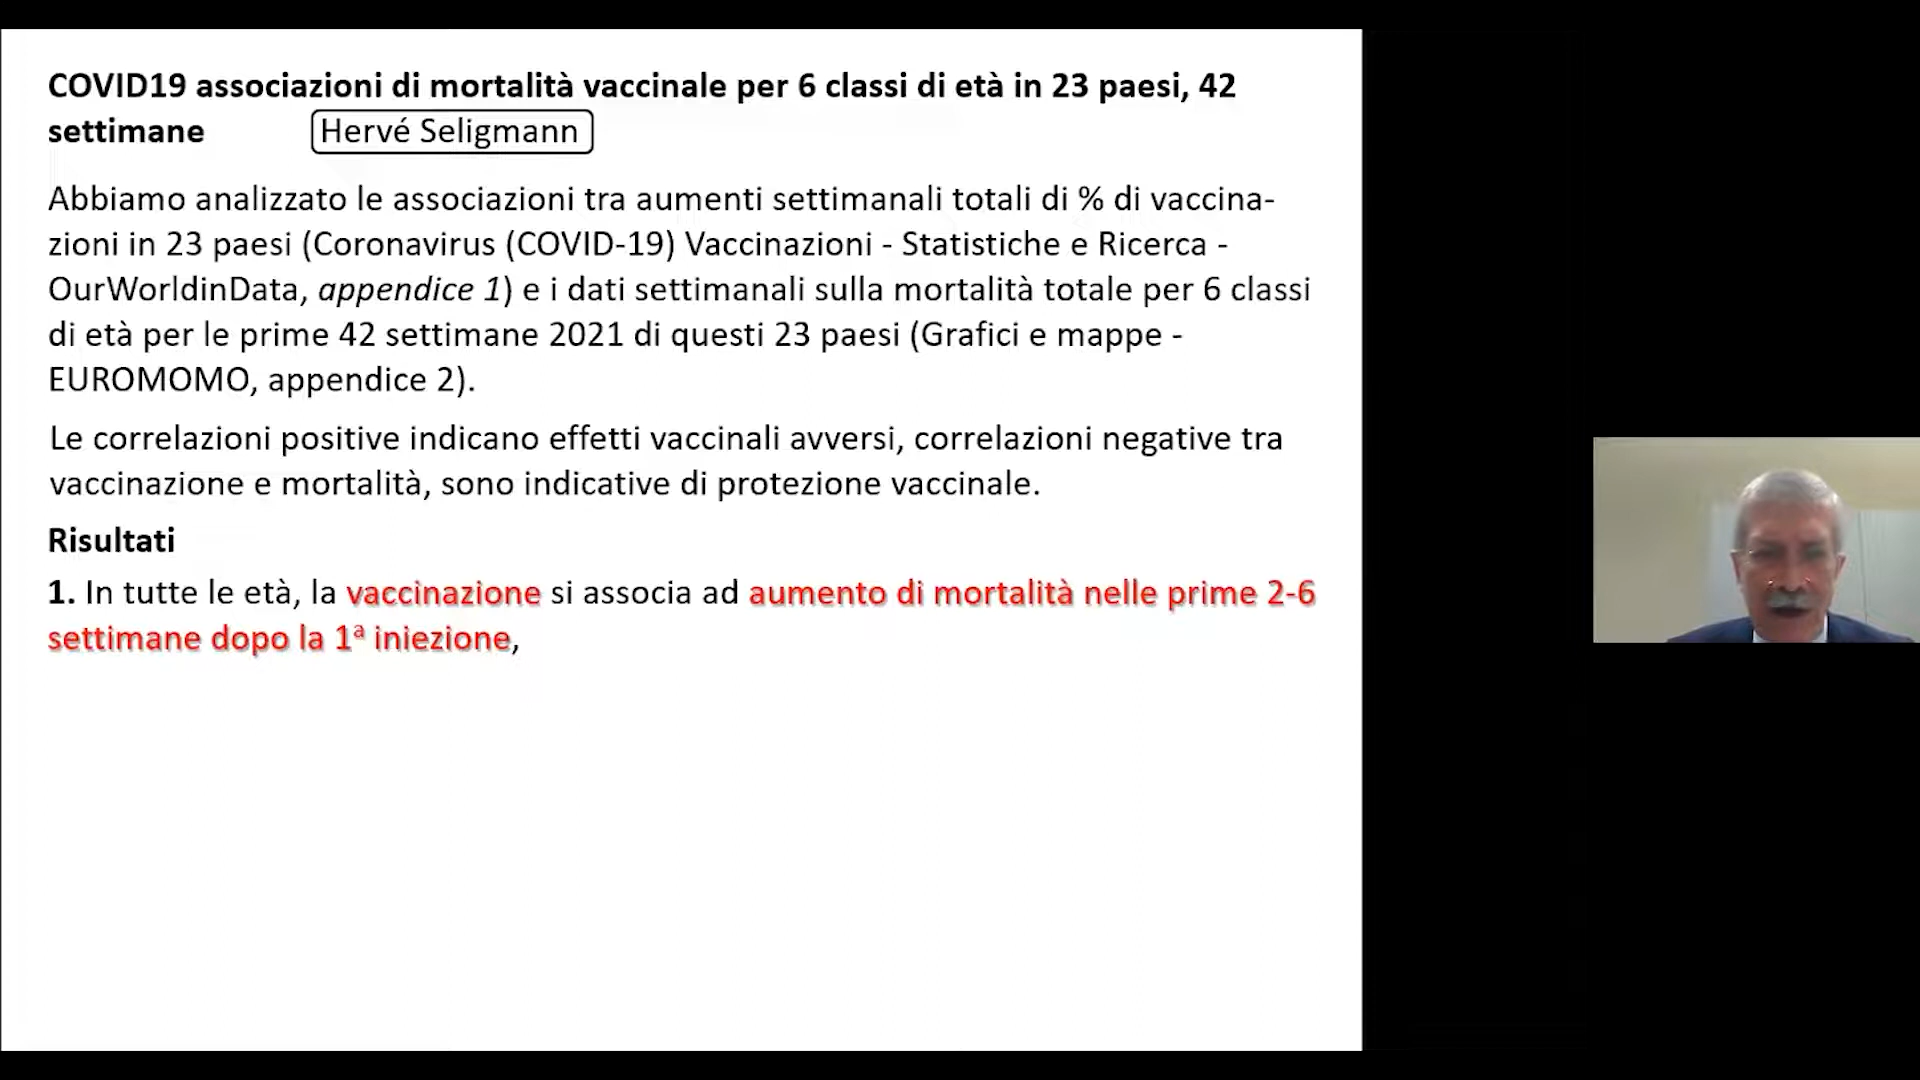 COVID19 associazioni di mortalità vaccinale per 6 classi di età in 23 paesi, 42
settimane Hervé Seligmann
Abbiamo analizzato le associazioni tra aumenti settimanali totali di % di vaccina-
zioni in 23 paesi (Coronavirus (COVID-19) Vaccinazioni - Statistiche e Ricerca -
OurWorldinData, appendice 1) e i dati settimanali sulla mortalità totale per 6 classi
di età per le prime 42 settimane 2021 di questi 23 paesi (Grafici e mappe -
EUROMOMO, appendice 2).
Le correlazioni positive indicano effetti vaccinali avversi, correlazioni negative tra
vaccinazione e mortalità, sono indicative di protezione vaccinale.
Risultati
1. In tutte le età, la vaccinazione si associa ad aumento di mortalità nelle prime 2-6
settimane dopo la 1ª iniezione,